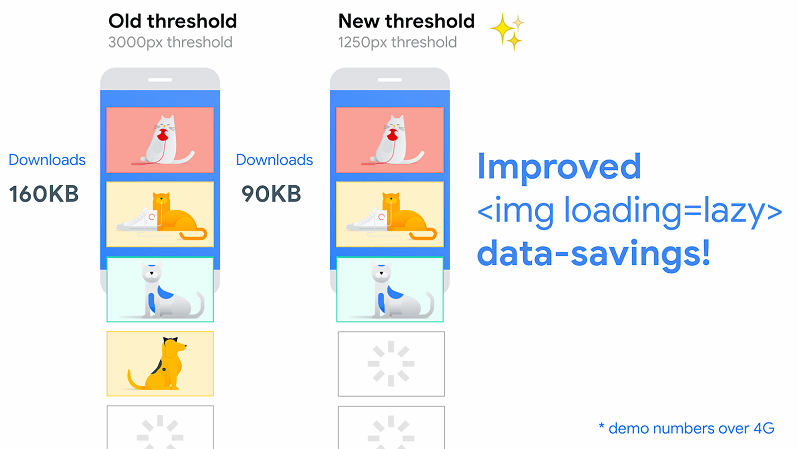 Old threshold
3000px threshold
New threshold
1250px threshold
Downloads
160KB
Downloads
90KB
Improved
<img loading=lazy>
data-savings!
* demo numbers over 4G